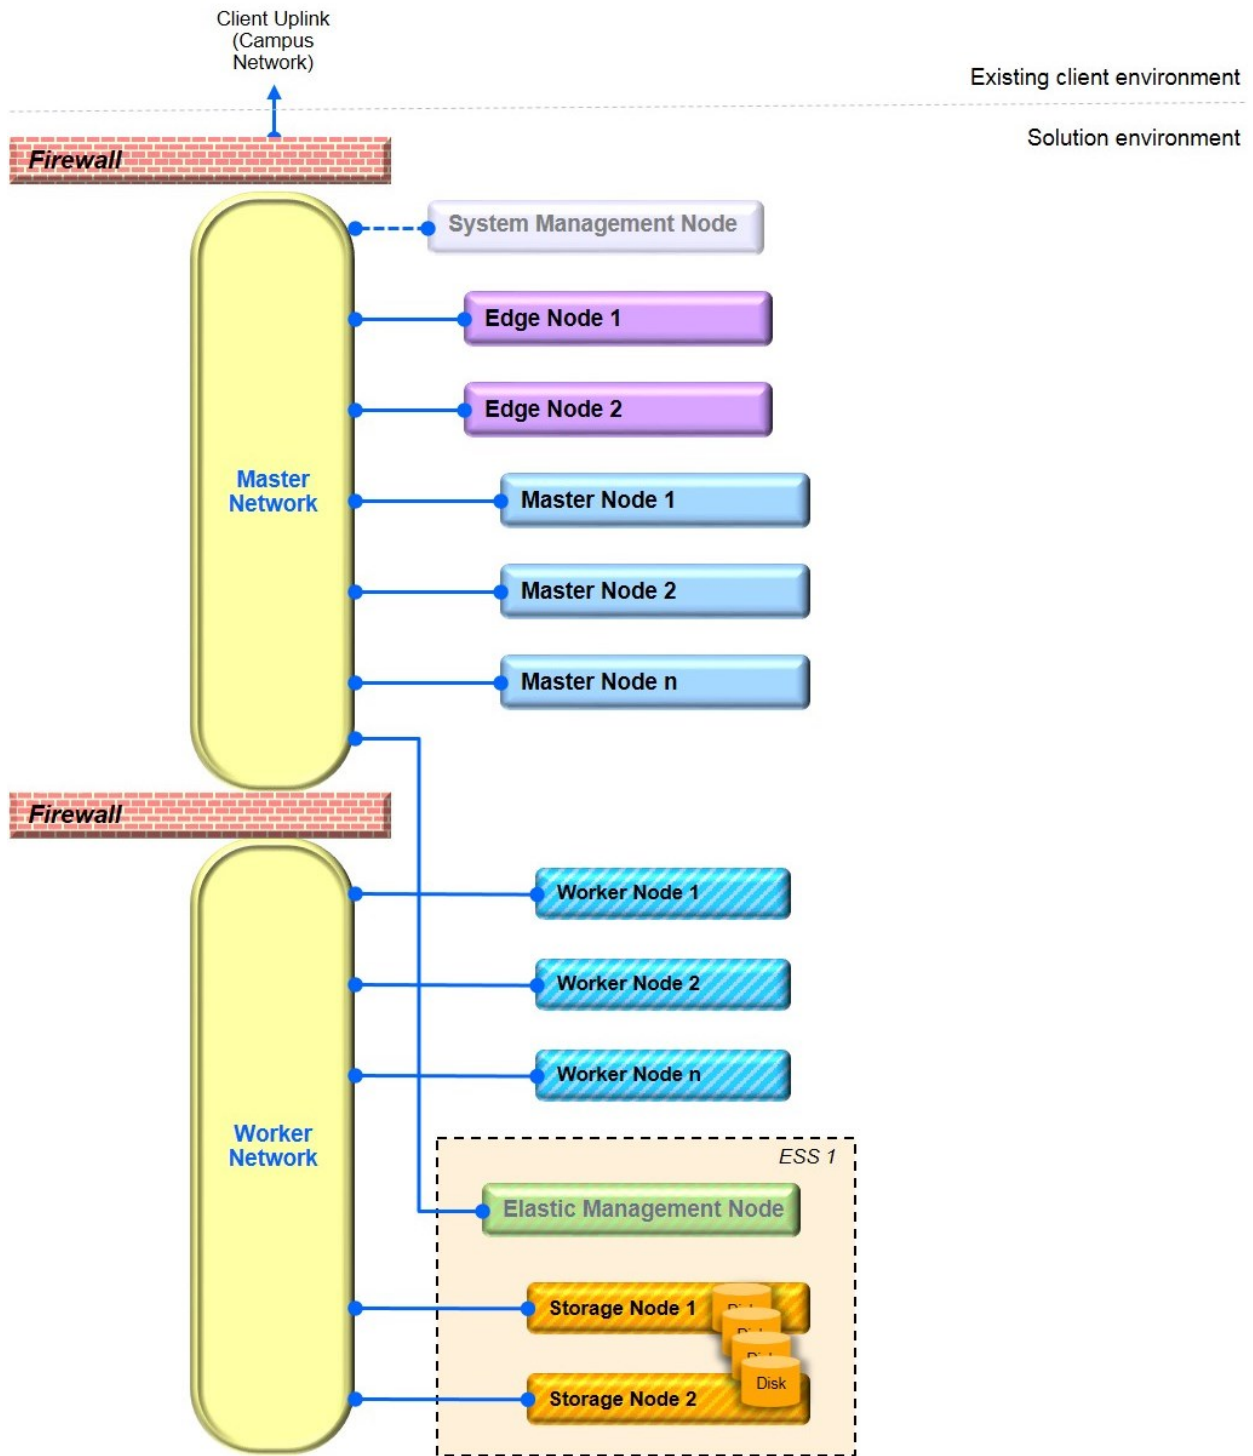 Client Uplink
(Campus
Network)
Existing client environment
Solution environment
Firewall
System Management Node
Edge Node 1
Edge Node 2
Master
Network
Master Node 1
Master Node 2
Master Node n
Firewall
Worker Node 1
Worker Node 2
Worker Node n
Worker
Network
ESS 1
Elastic Management Node
Storage Node 1
Storage Node 2
Disk